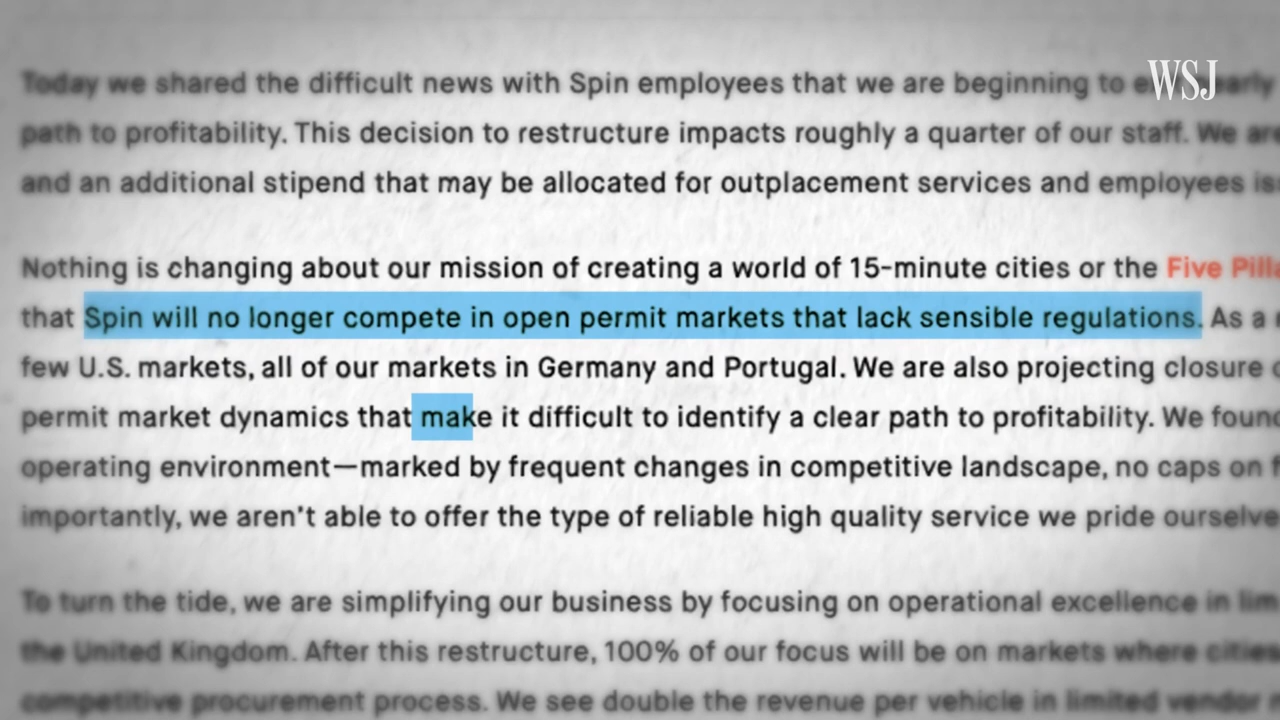 WSJ
Today we shared the difficult news with Spin employees that we are beginning to early
path to profitability. This decision to restructure impacts roughly a quarter of our staff. We are
and an additional stipend that may be allocated for outplacement services and employees
Nothing is changing about our mission of creating a world of 15-minute cities or the Five
that Spin will no longer compete in open permit markets that lack sensible regulations. As a
few U.S. markets, all of our markets in Germany and Portugal. We are also projecting closure
permit market dynamics that make it difficult to identify a clear path to profitability. We
operating environment—marked by frequent changes in competitive landscape, no caps on
importantly, we aren't able to offer the type of reliable high quality service we pride
To turn the tide, we are simplifying our business by focusing on operational excellence in
the United Kingdom. After this restructure, 100% of our focus will be on markets where cities
competitive procurement process. We see double the revenue per vehicle in limited vendor